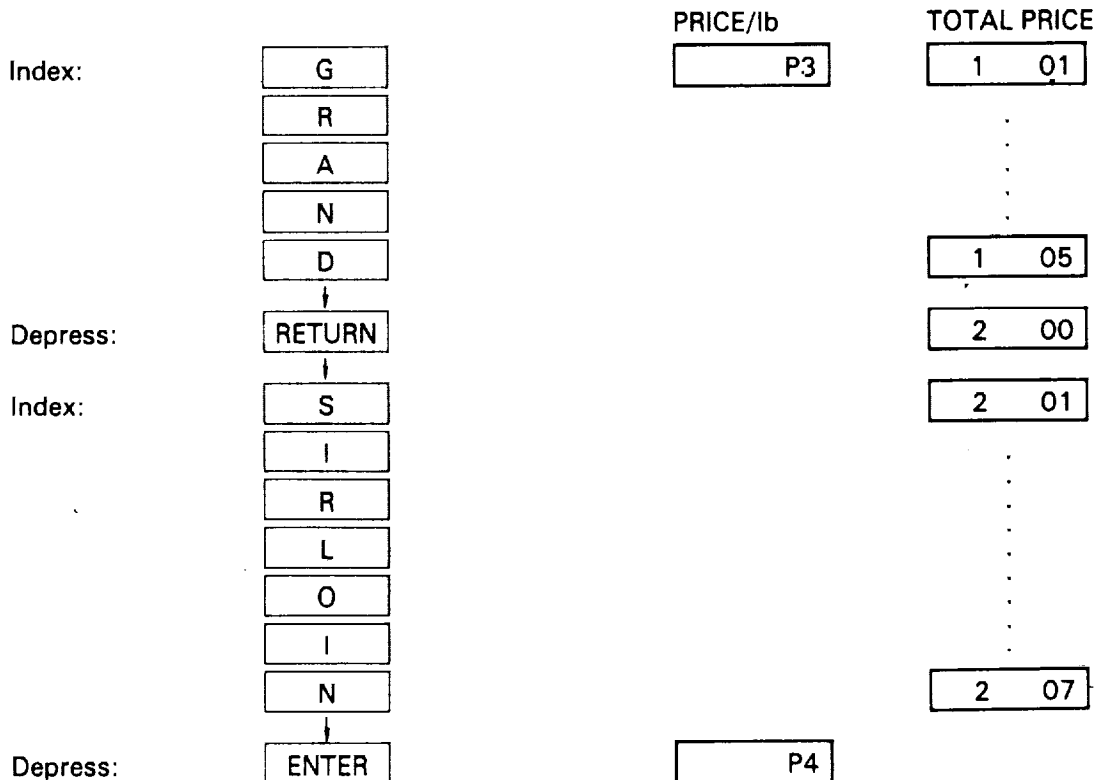 PRICE/lb TOTAL PRICE
Index: G P3 1 01
R
A
N
D 1 05
Depress: RETURN 2 00
Index: S 2 01
I
R
L
O
I
N 2 07
Depress: ENTER P4